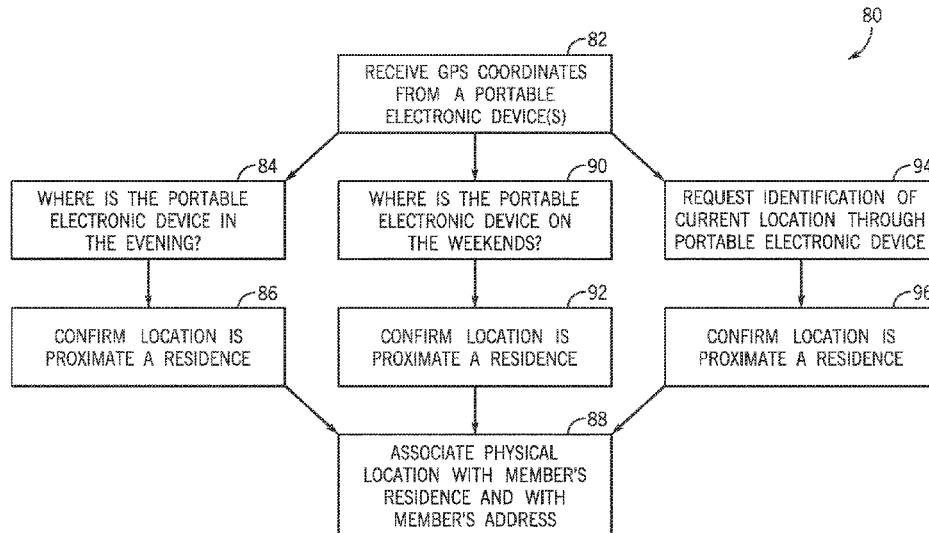 80
82
RECEIVE GPS COORDINATES
FROM A PORTABLE
ELECTRONIC DEVICE(S)
84
WHERE IS THE PORTABLE
ELECTRONIC DEVICE IN
THE EVENING?
90
WHERE IS THE PORTABLE
ELECTRONIC DEVICE ON
THE WEEKENDS?
94
REQUEST IDENTIFICATION OF
CURRENT LOCATION THROUGH
PORTABLE ELECTRONIC DEVICE
86
CONFIRM LOCATION IS
PROXIMATE A RESIDENCE
92
CONFIRM LOCATION IS
PROXIMATE A RESIDENCE
96
CONFIRM LOCATION IS
PROXIMATE A RESIDENCE
88
ASSOCIATE PHYSICAL
LOCATION WITH MEMBER'S
RESIDENCE AND WITH
MEMBER'S ADDRESS